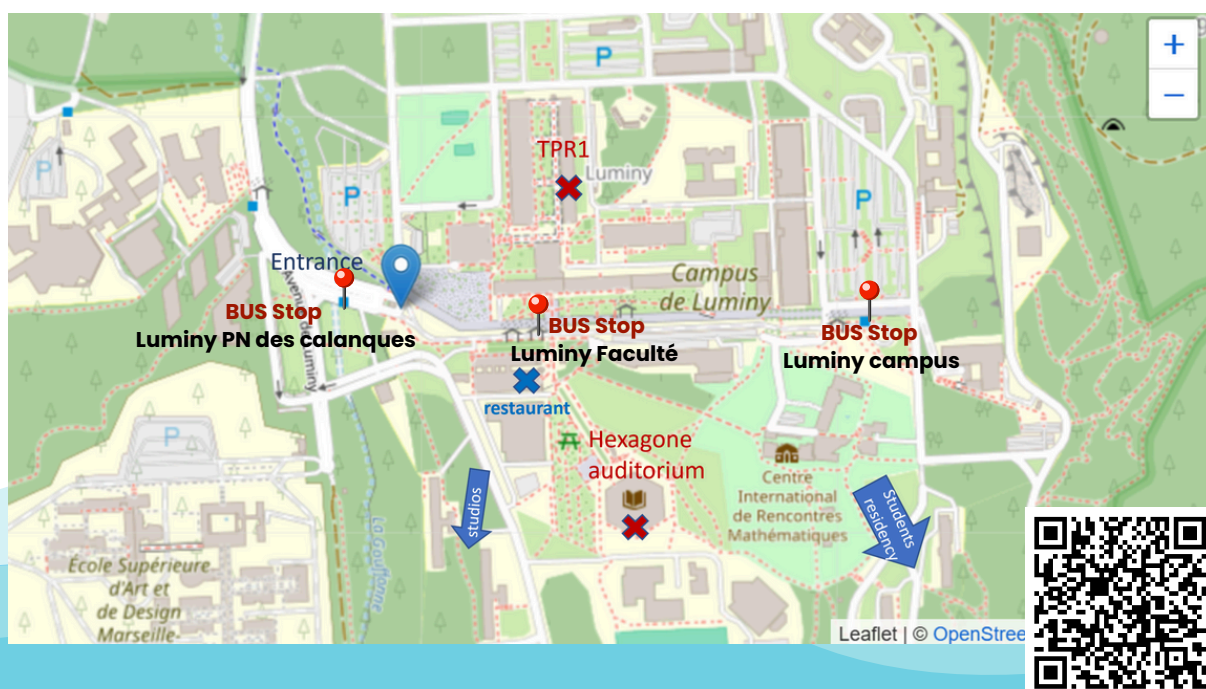 +
−
P
P
P
P
P
P
TPR1
Luminy
Entrance
Campus
de Luminy
BUS Stop
Luminy PN des calanques
Avenue de Luminy
BUS Stop
Luminy Faculté
BUS Stop
Luminy campus
restaurant
Hexagone
auditorium
studios
Centre
International
de Rencontres
Mathématiques
Students
residency
La Gouffonne
École Supérieure
d'Art et
de Design
Marseille-
Leaflet | © OpenStree